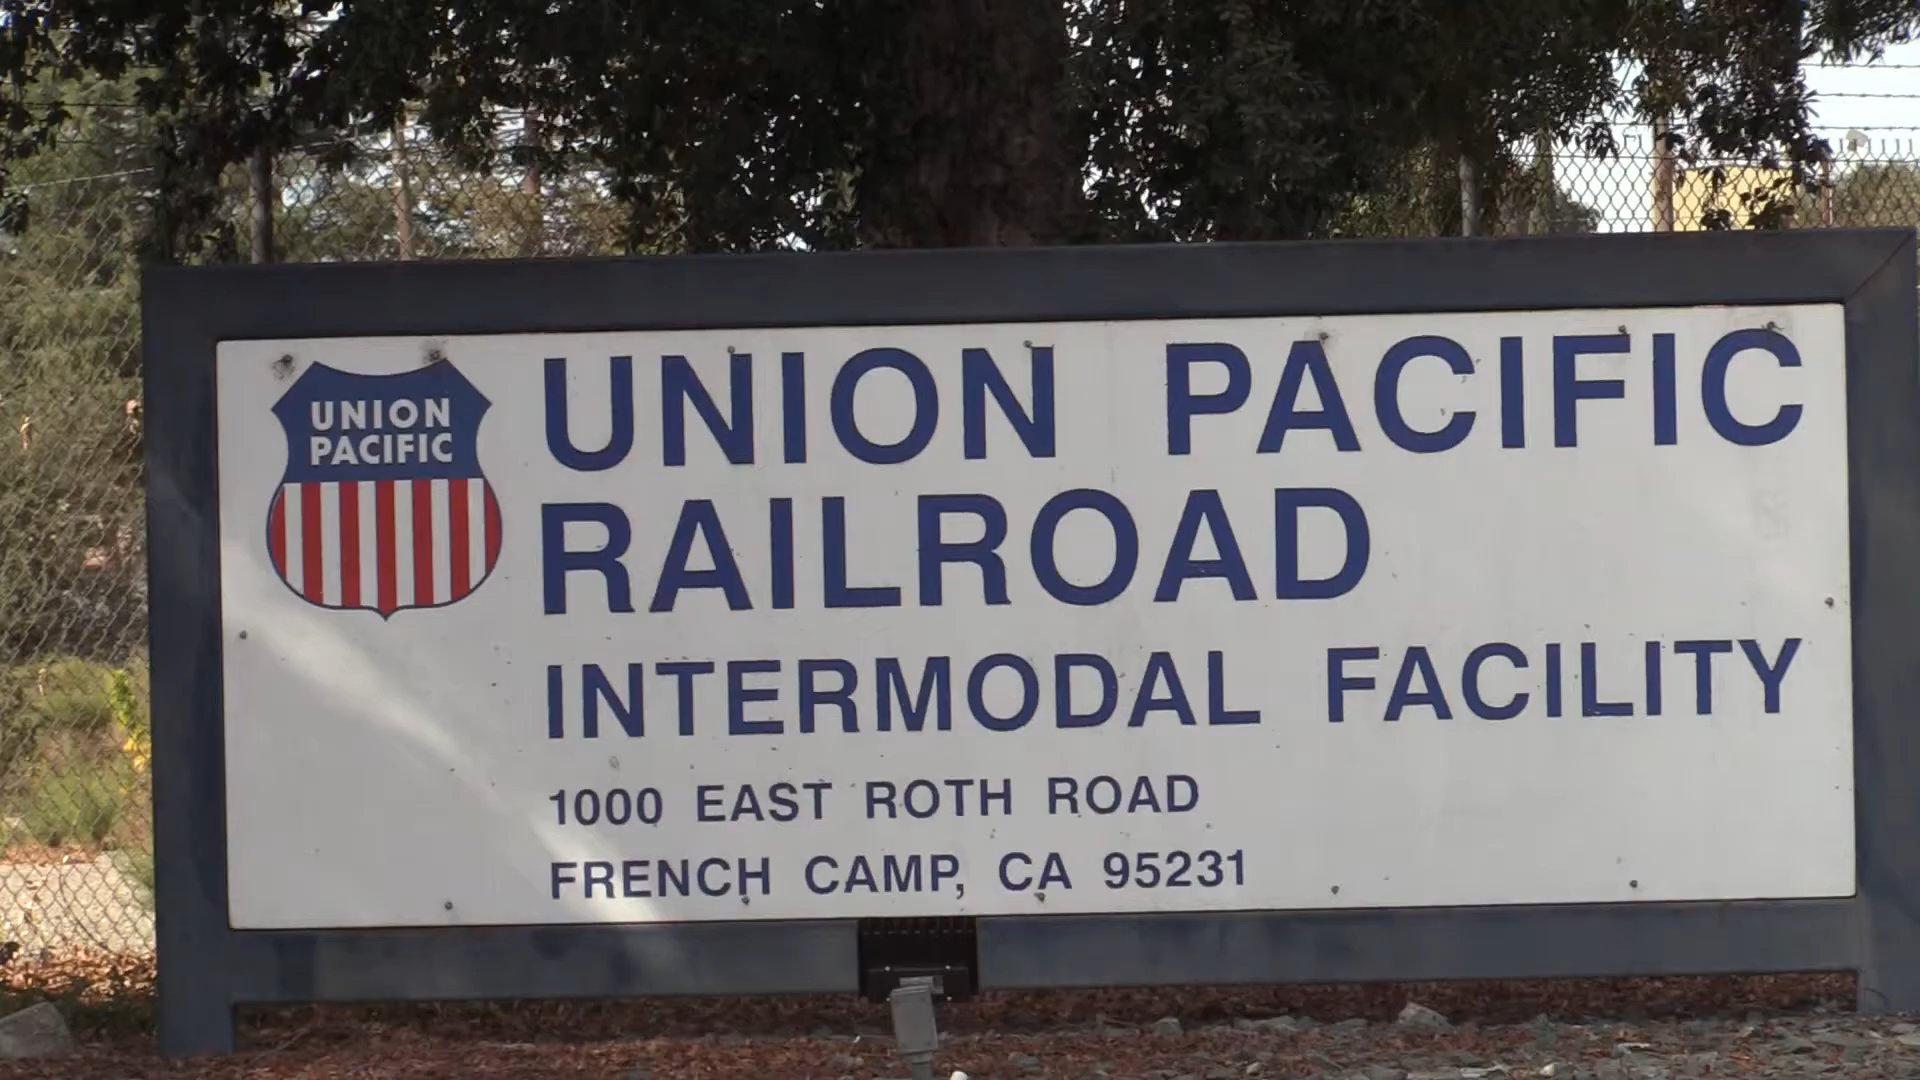 UNION
PACIFIC
UNION PACIFIC
RAILROAD
INTERMODAL FACILITY
1000 EAST ROTH ROAD
FRENCH CAMP, CA 95231